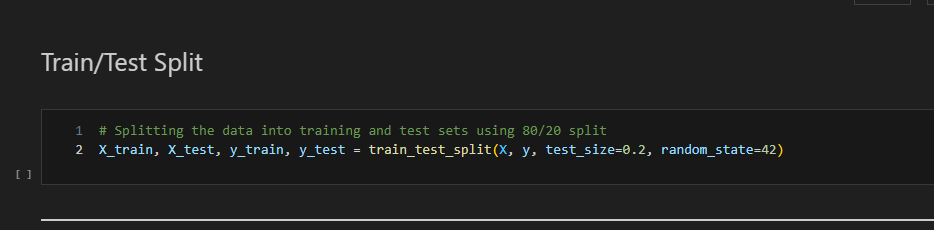 Train/Test Split
1 # Splitting the data into training and test sets using 80/20 split
2 X_train, X_test, y_train, y_test = train_test_split(X, y, test_size=0.2, random_state=42)
[ ]